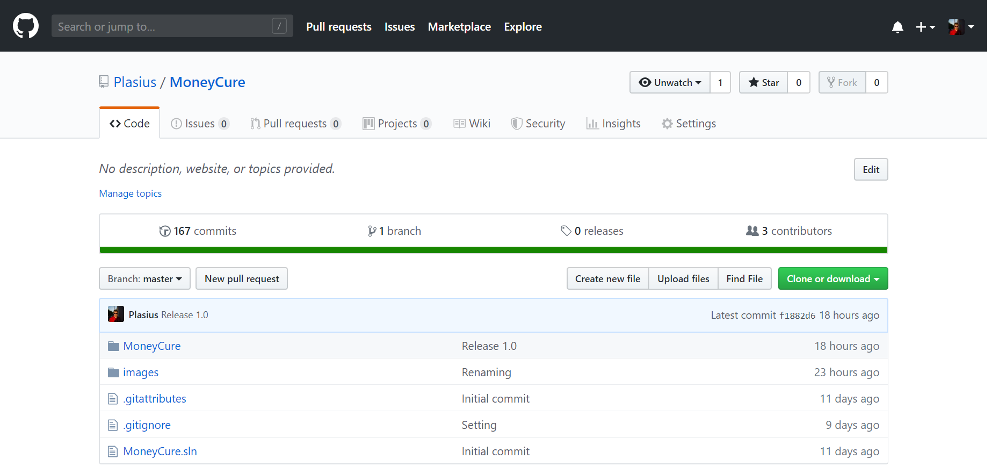 Search or jump to... / Pull requests Issues Marketplace Explore
Plasius / MoneyCure Unwatch 1 Star 0 Fork 0
Code Issues 0 Pull requests 0 Projects 0 Wiki Security Insights Settings
No description, website, or topics provided. Edit
Manage topics
167 commits 1 branch 0 releases 3 contributors
Branch: master New pull request Create new file Upload files Find File Clone or download
Plasius Release 1.0 Latest commit f1882d6 18 hours ago
MoneyCure Release 1.0 18 hours ago
images Renaming 23 hours ago
.gitattributes Initial commit 11 days ago
.gitignore Setting 9 days ago
MoneyCure.sln Initial commit 11 days ago